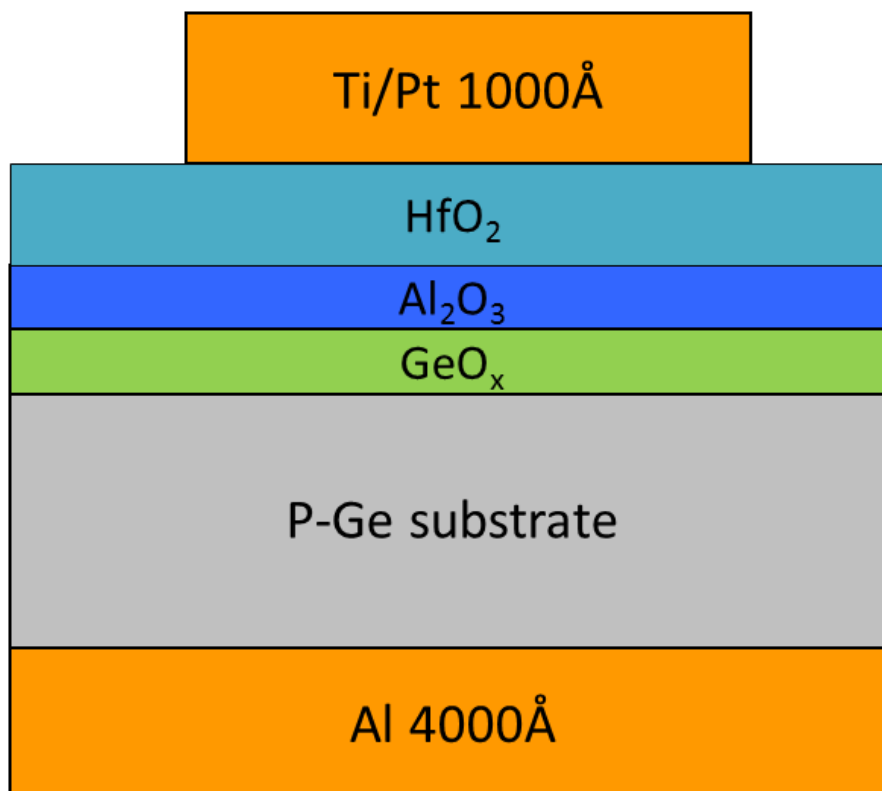 Ti/Pt 1000Å
HfO₂
Al₂O₃
GeOₓ
P-Ge substrate
Al 4000Å